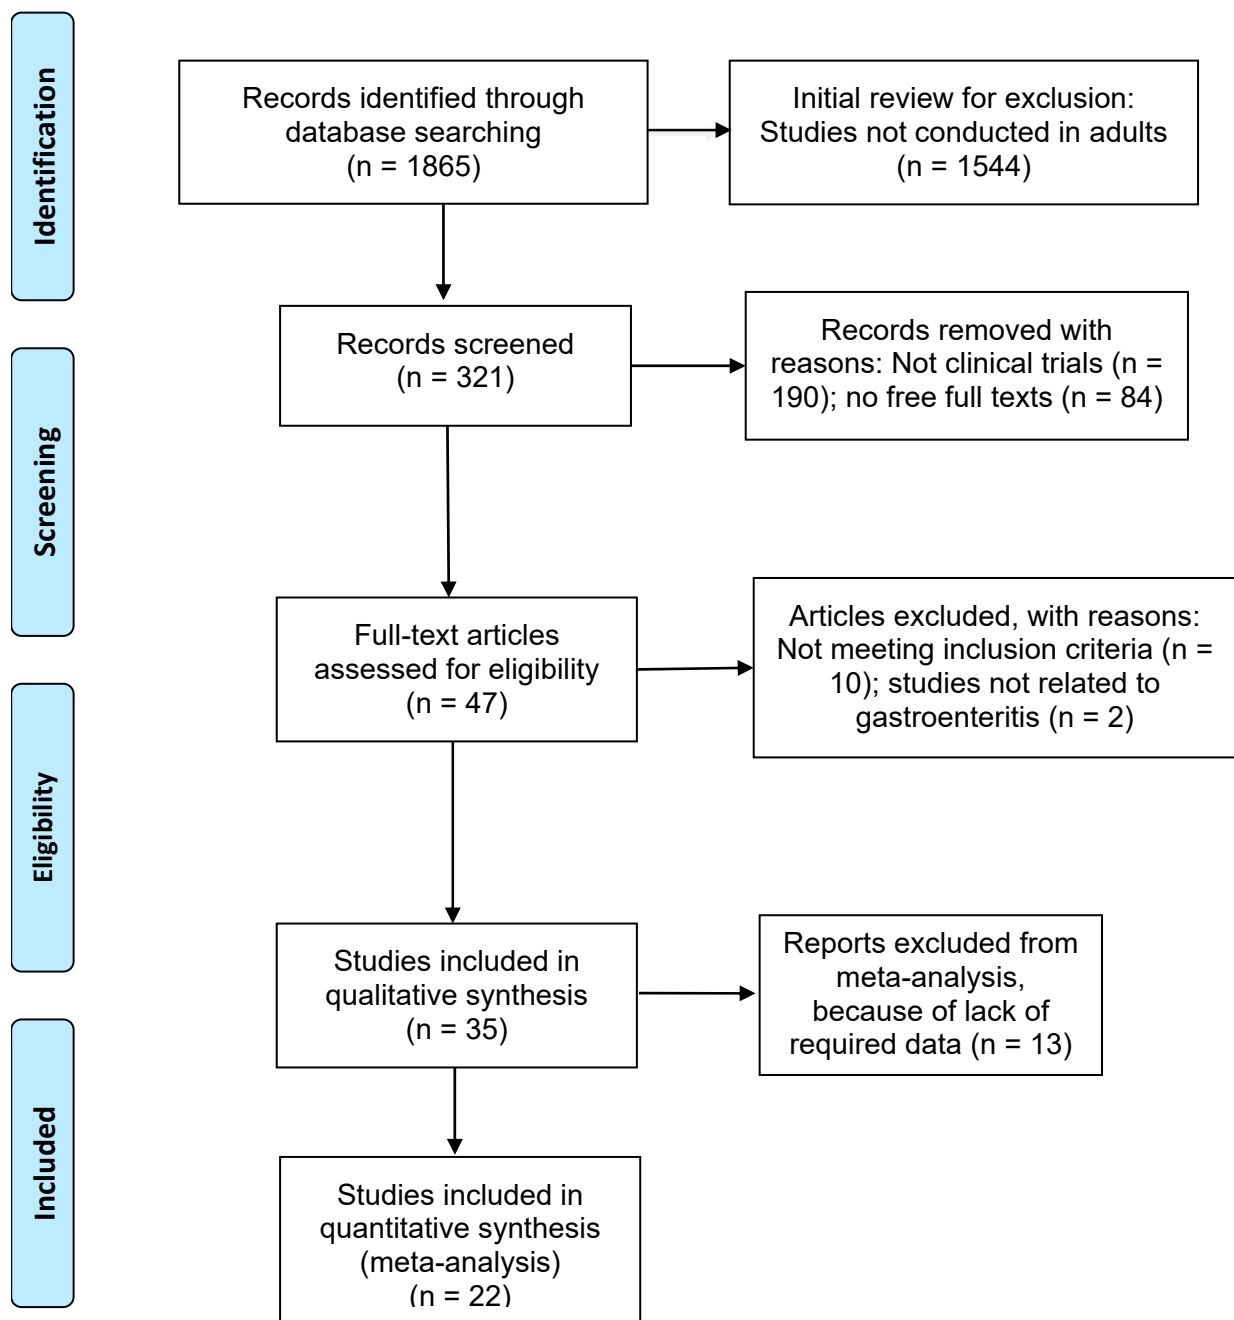 Identification
Records identified through
database searching
(n = 1865)
Initial review for exclusion:
Studies not conducted in adults
(n = 1544)
Screening
Records screened
(n = 321)
Records removed with
reasons: Not clinical trials (n =
190); no free full texts (n = 84)
Eligibility
Full-text articles
assessed for eligibility
(n = 47)
Articles excluded, with reasons:
Not meeting inclusion criteria (n =
10); studies not related to
gastroenteritis (n = 2)
Included
Studies included in
qualitative synthesis
(n = 35)
Reports excluded from
meta-analysis,
because of lack of
required data (n = 13)
Studies included in
quantitative synthesis
(meta-analysis)
(n = 22)